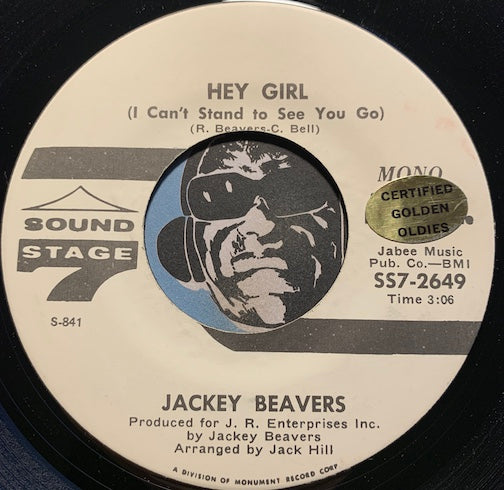 HEY GIRL
(I Can't Stand to See You Go)
(R. Beavers-C. Bell)
MONO
CERTIFIED
GOLDEN
OLDIES
SOUND
STAGE
7
Jabee Music
Pub. Co.—BMI
SS7-2649
Time 3:06
S-841
JACKEY BEAVERS
Produced for J. R. Enterprises Inc.
by Jackey Beavers
Arranged by Jack Hill
A DIVISION OF MONUMENT RECORD CORP